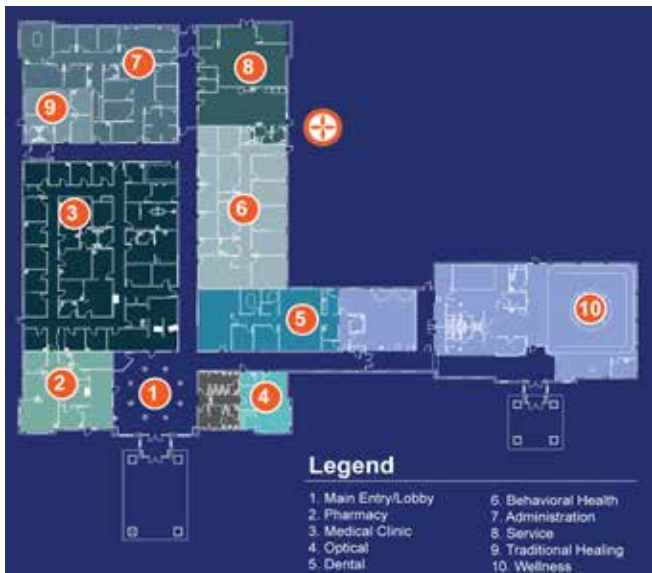 7
8
9
3
6
5
10
2
1
4
Legend
1. Main Entry/Lobby
2. Pharmacy
3. Medical Clinic
4. Optical
5. Dental
6. Behavioral Health
7. Administration
8. Service
9. Traditional Healing
10. Wellness